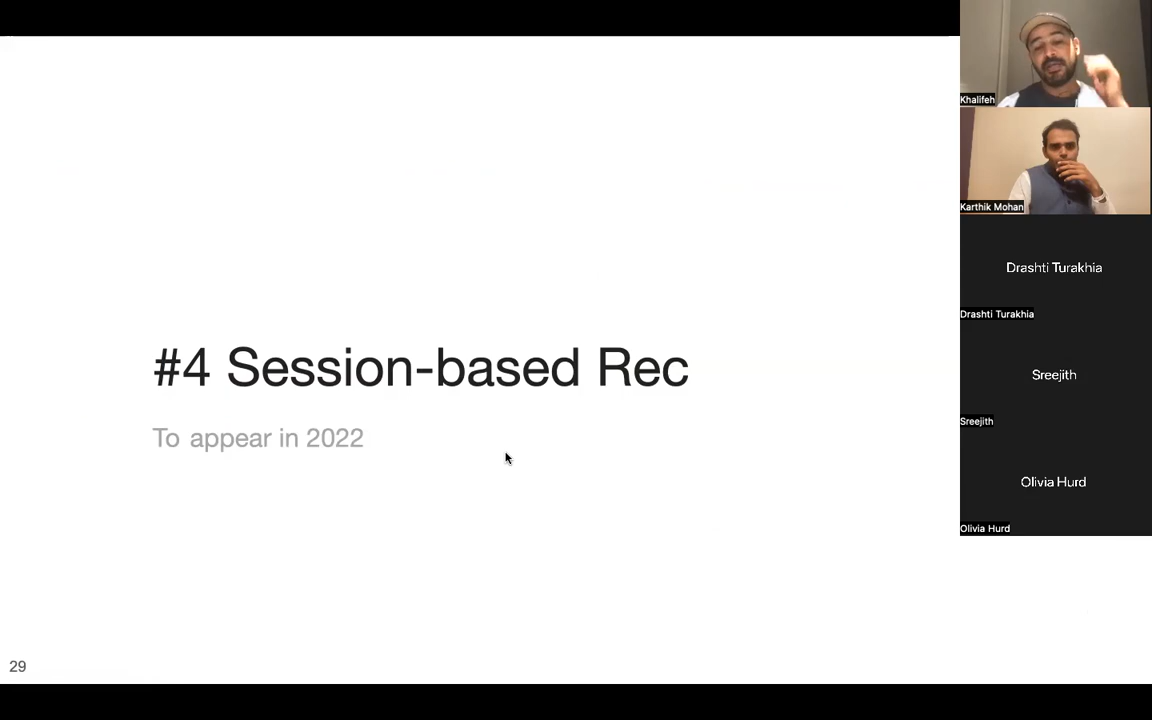 #4 Session-based Rec
To appear in 2022
29
Khalifeh
Karthik Mohan
Drashti Turakhia
Drashti Turakhia
Sreejith
Sreejith
Olivia Hurd
Olivia Hurd